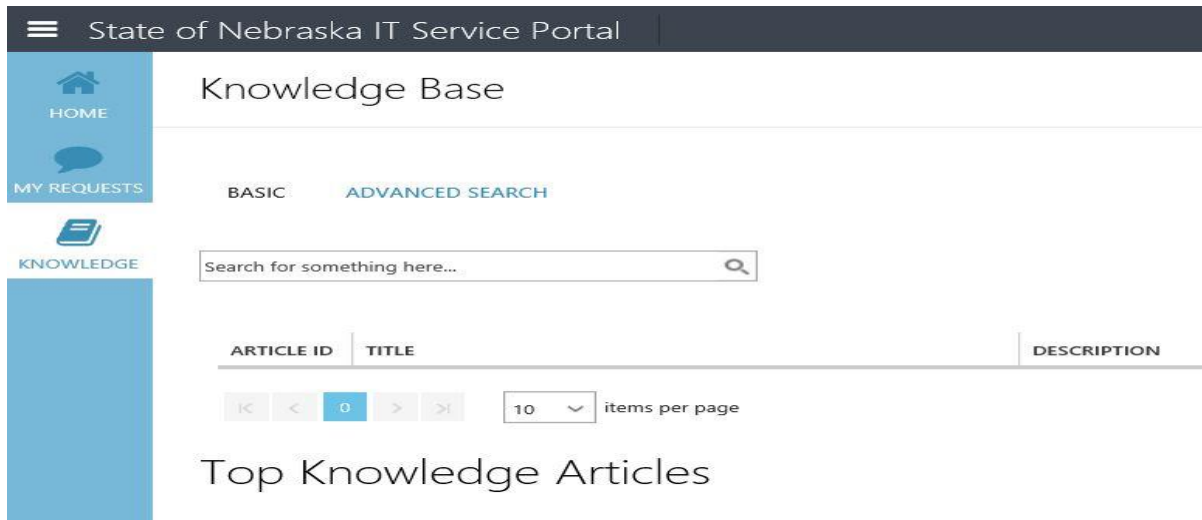 State of Nebraska IT Service Portal
HOME
MY REQUESTS
KNOWLEDGE
Knowledge Base
BASIC ADVANCED SEARCH
Search for something here...
ARTICLE ID TITLE DESCRIPTION
0 10 items per page
Top Knowledge Articles